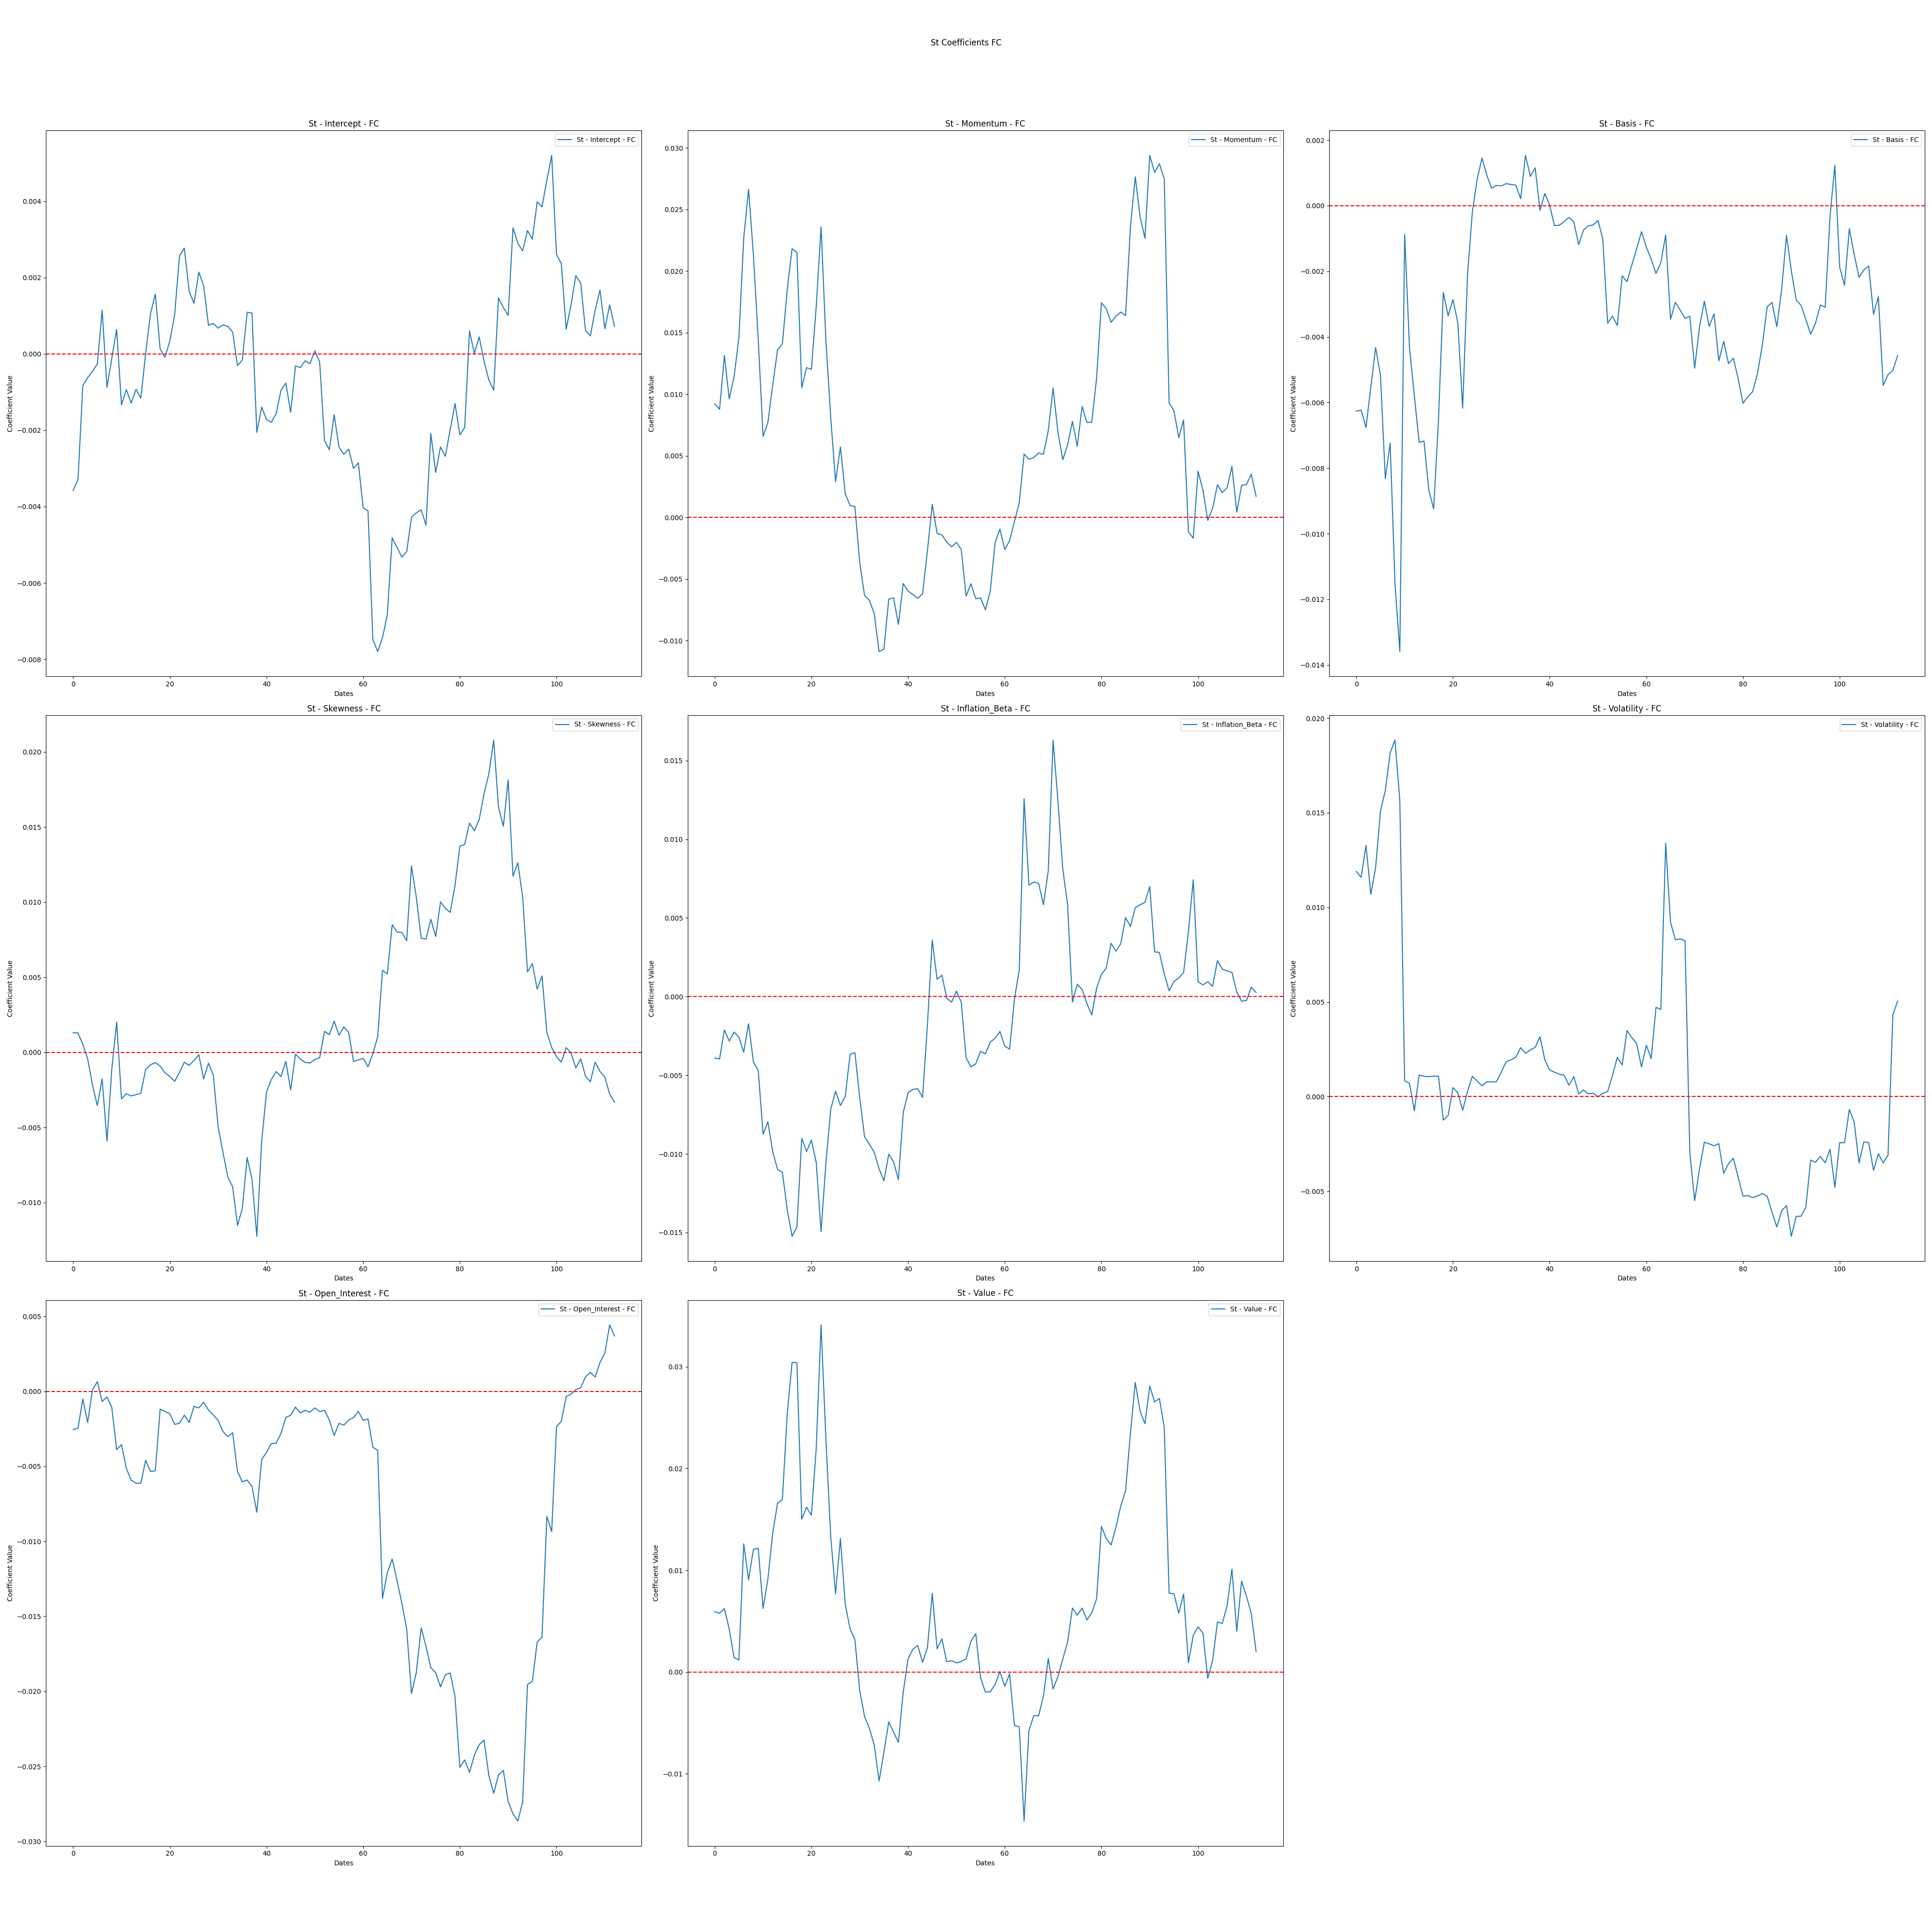 St Coefficients FC
St - Intercept - FC
St - Intercept - FC
0.004
0.002
0.000
−0.002
−0.004
−0.006
−0.008
Coefficient Value
0 20 40 60 80 100
Dates
St - Momentum - FC
St - Momentum - FC
0.030
0.025
0.020
0.015
0.010
0.005
0.000
−0.005
−0.010
Coefficient Value
0 20 40 60 80 100
Dates
St - Basis - FC
St - Basis - FC
0.002
0.000
−0.002
−0.004
−0.006
−0.008
−0.010
−0.012
−0.014
Coefficient Value
0 20 40 60 80 100
Dates
St - Skewness - FC
St - Skewness - FC
0.020
0.015
0.010
0.005
0.000
−0.005
−0.010
Coefficient Value
0 20 40 60 80 100
Dates
St - Inflation_Beta - FC
St - Inflation_Beta - FC
0.015
0.010
0.005
0.000
−0.005
−0.010
−0.015
Coefficient Value
0 20 40 60 80 100
Dates
St - Volatility - FC
St - Volatility - FC
0.020
0.015
0.010
0.005
0.000
−0.005
Coefficient Value
0 20 40 60 80 100
Dates
St - Open_Interest - FC
St - Open_Interest - FC
0.005
0.000
−0.005
−0.010
−0.015
−0.020
−0.025
−0.030
Coefficient Value
0 20 40 60 80 100
Dates
St - Value - FC
St - Value - FC
0.03
0.02
0.01
0.00
−0.01
Coefficient Value
0 20 40 60 80 100
Dates